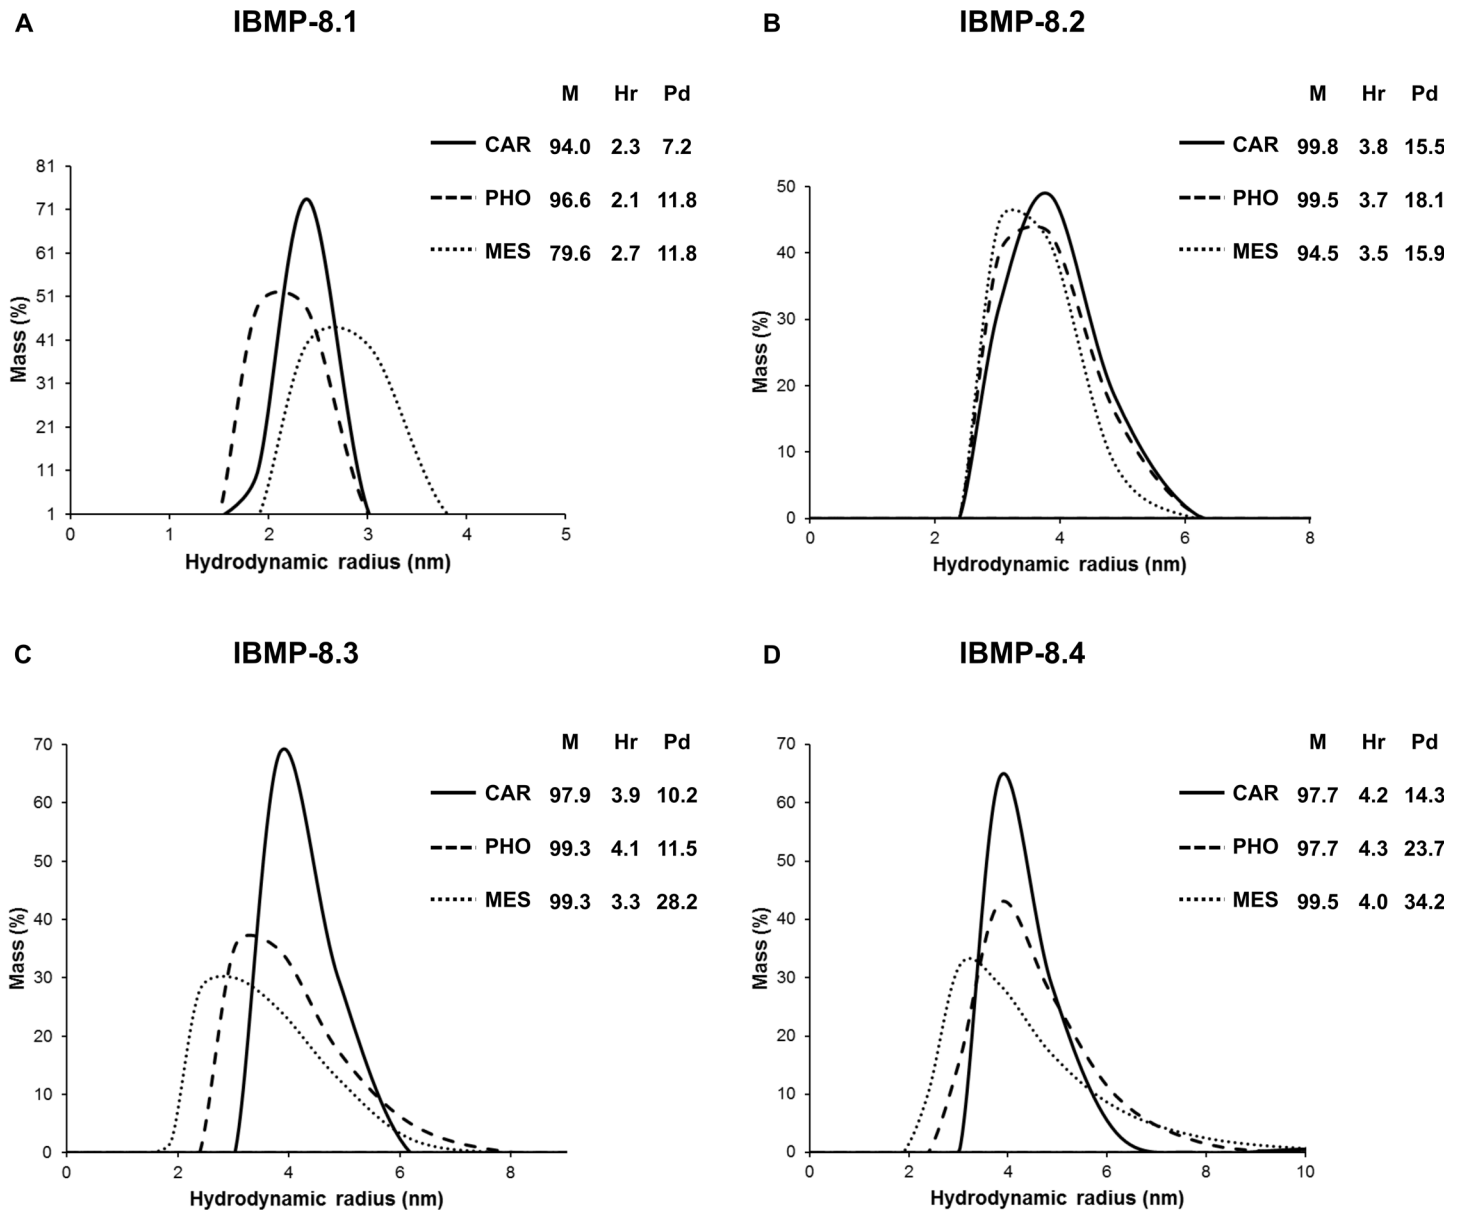 A IBMP-8.1
M Hr Pd
CAR 94.0 2.3 7.2
PHO 96.6 2.1 11.8
MES 79.6 2.7 11.8
81
71
61
51
41
31
21
11
1
Mass (%)
0 1 2 3 4 5
Hydrodynamic radius (nm)
B IBMP-8.2
M Hr Pd
CAR 99.8 3.8 15.5
PHO 99.5 3.7 18.1
MES 94.5 3.5 15.9
50
40
30
20
10
0
Mass (%)
0 2 4 6 8
Hydrodynamic radius (nm)
C IBMP-8.3
M Hr Pd
CAR 97.9 3.9 10.2
PHO 99.3 4.1 11.5
MES 99.3 3.3 28.2
70
60
50
40
30
20
10
0
Mass (%)
0 2 4 6 8
Hydrodynamic radius (nm)
D IBMP-8.4
M Hr Pd
CAR 97.7 4.2 14.3
PHO 97.7 4.3 23.7
MES 99.5 4.0 34.2
70
60
50
40
30
20
10
0
Mass (%)
0 2 4 6 8 10
Hydrodynamic radius (nm)